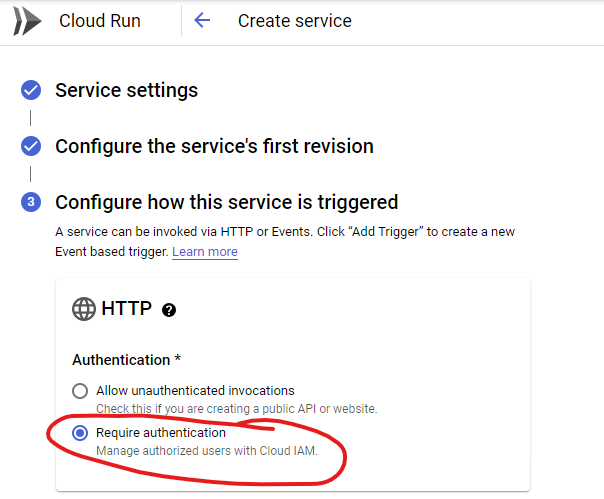 Cloud Run
Create service
Service settings
Configure the service's first revision
3 Configure how this service is triggered
A service can be invoked via HTTP or Events. Click “Add Trigger” to create a new
Event based trigger. Learn more
HTTP ?
Authentication *
Allow unauthenticated invocations
Check this if you are creating a public API or website.
Require authentication
Manage authorized users with Cloud IAM.